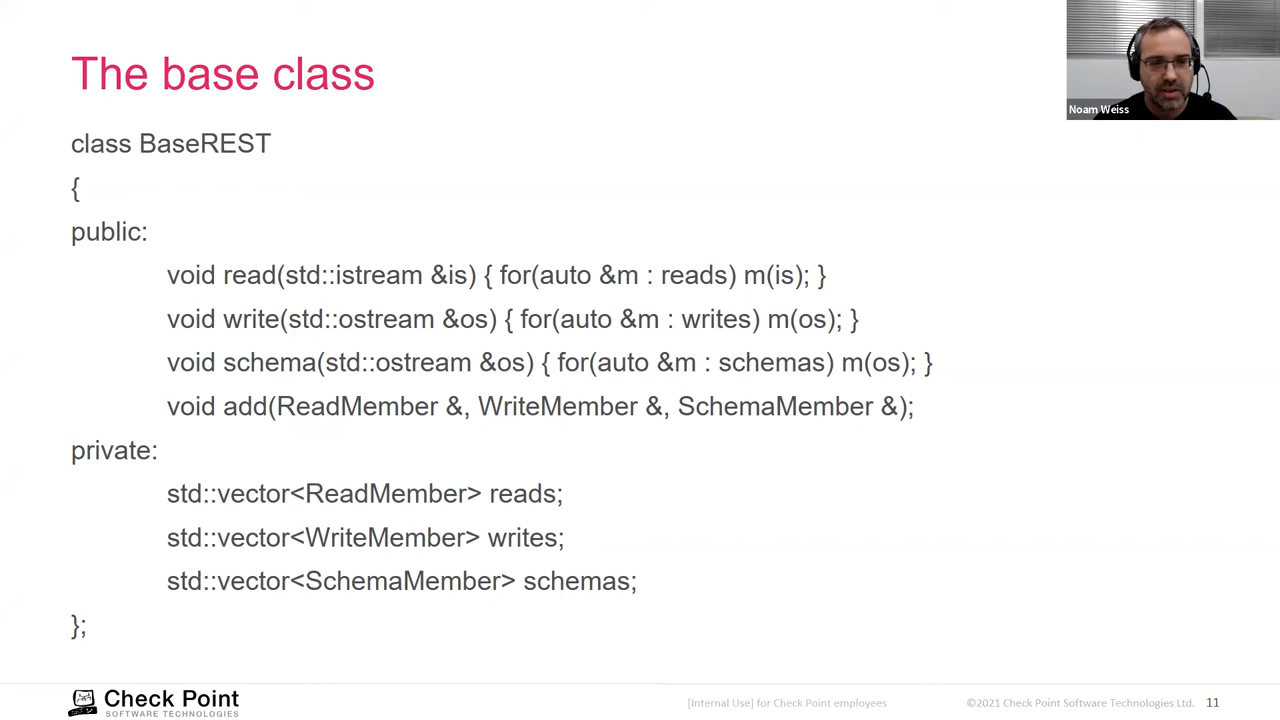 The base class
Noam Weiss
class BaseREST
{
public:
void read(std::istream &is) { for(auto &m : reads) m(is); }
void write(std::ostream &os) { for(auto &m : writes) m(os); }
void schema(std::ostream &os) { for(auto &m : schemas) m(os); }
void add(ReadMember &, WriteMember &, SchemaMember &);
private:
std::vector<ReadMember> reads;
std::vector<WriteMember> writes;
std::vector<SchemaMember> schemas;
};
Check Point
SOFTWARE TECHNOLOGIES
[Internal Use] for Check Point employees
©2021 Check Point Software Technologies Ltd.
11